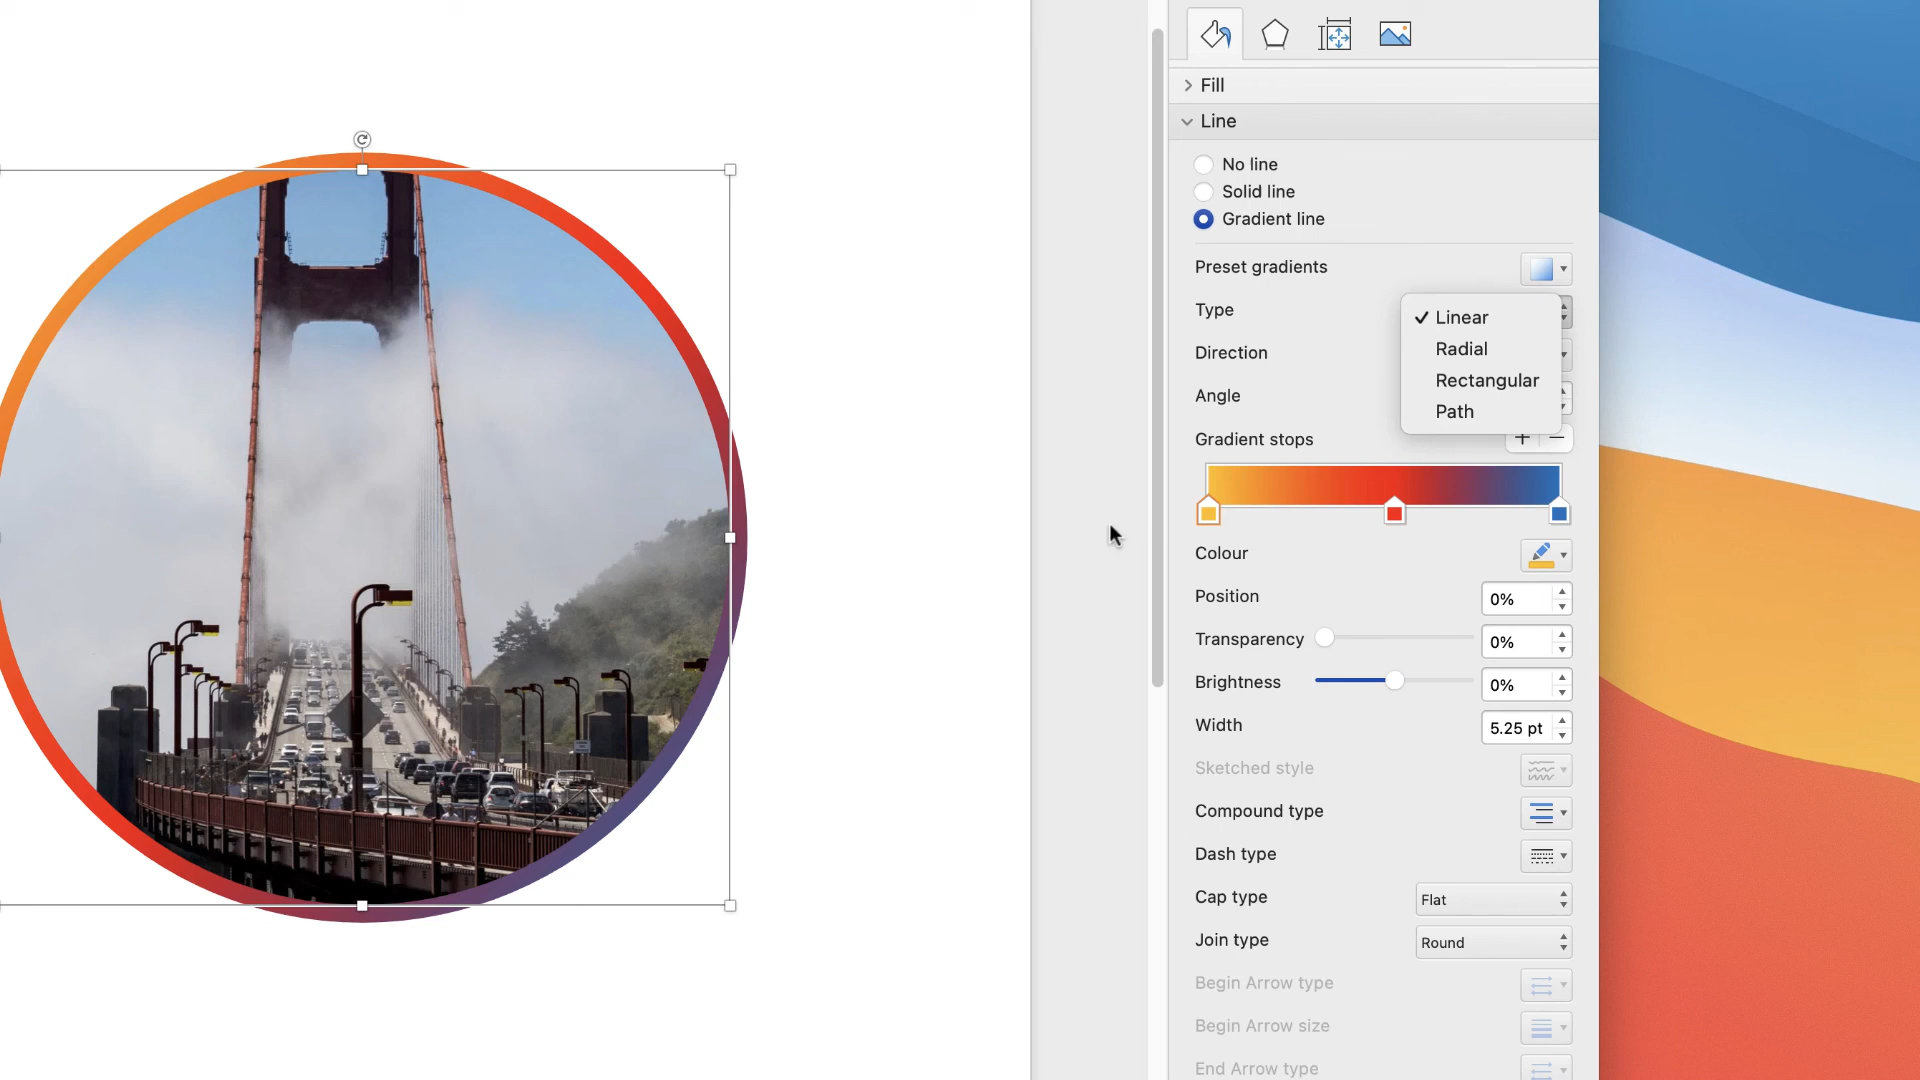 Fill
Line
No line
Solid line
Gradient line
Preset gradients
Type
✓ Linear
Radial
Direction
Rectangular
Angle
Path
Gradient stops
Colour
Position 0%
Transparency 0%
Brightness 0%
Width 5.25 pt
Sketched style
Compound type
Dash type
Cap type Flat
Join type Round
Begin Arrow type
Begin Arrow size
End Arrow type